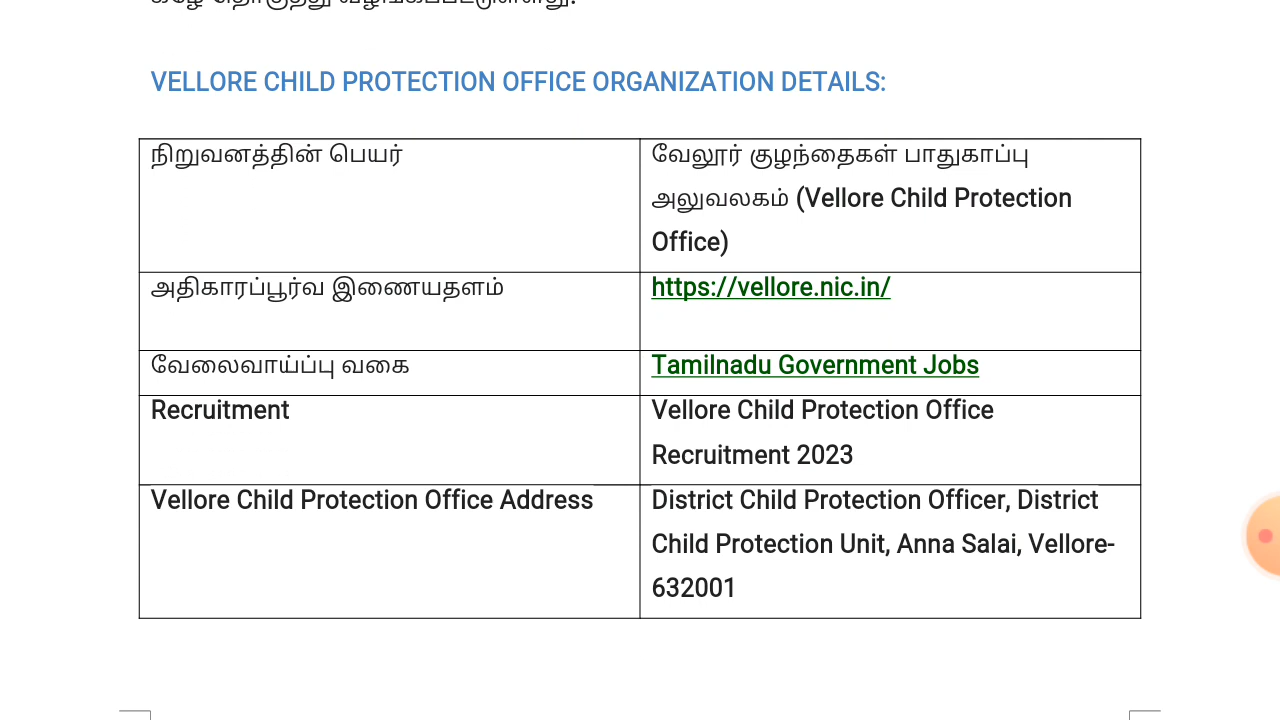 VELLORE CHILD PROTECTION OFFICE ORGANIZATION DETAILS:
நிறுவனத்தின் பெயர்
வேலூர் குழந்தைகள் பாதுகாப்பு
அலுவலகம் (Vellore Child Protection
Office)
அதிகாரப்பூர்வ இணையதளம்
https://vellore.nic.in/
வேலைவாய்ப்பு வகை
Tamilnadu Government Jobs
Recruitment
Vellore Child Protection Office
Recruitment 2023
Vellore Child Protection Office Address
District Child Protection Officer, District
Child Protection Unit, Anna Salai, Vellore-
632001